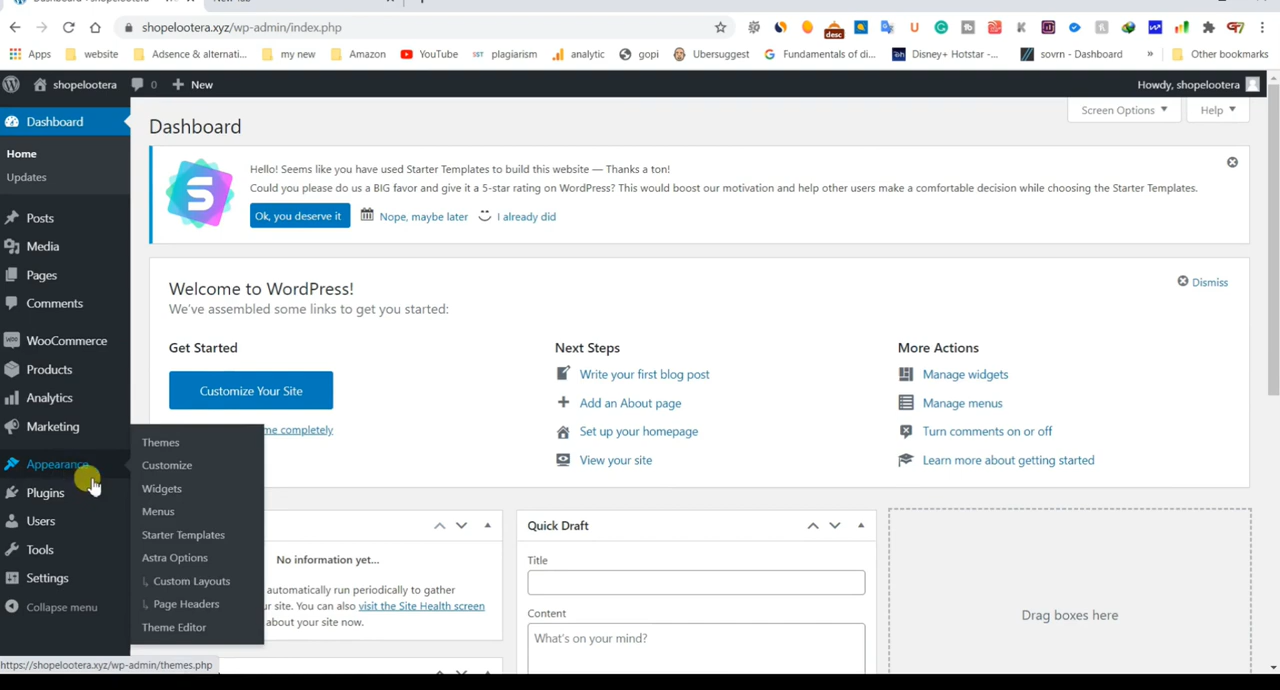 shopelootera.xyz/wp-admin/index.php
desc
Apps
website
Adsence & alternati...
my new
Amazon
YouTube
SST plagiarism
analytic
gopi
Ubersuggest
Fundamentals of di...
Disney+ Hotstar -...
sovrn - Dashboard
»
Other bookmarks
shopelootera
0
New
Howdy, shopelootera
Dashboard
Home
Updates
Posts
Media
Pages
Comments
WooCommerce
Products
Analytics
Marketing
Appearance
Plugins
Users
Tools
Settings
Collapse menu
Themes
Customize
Widgets
Menus
Starter Templates
Astra Options
Custom Layouts
Page Headers
Theme Editor
Screen Options
Help
Dashboard
Hello! Seems like you have used Starter Templates to build this website — Thanks a ton!
Could you please do us a BIG favor and give it a 5-star rating on WordPress? This would boost our motivation and help other users make a comfortable decision while choosing the Starter Templates.
Ok, you deserve it
Nope, maybe later
I already did
Welcome to WordPress!
We've assembled some links to get you started:
Dismiss
Get Started
Customize Your Site
me completely
Next Steps
Write your first blog post
Add an About page
Set up your homepage
View your site
More Actions
Manage widgets
Manage menus
Turn comments on or off
Learn more about getting started
No information yet...
automatically run periodically to gather
r site. You can also visit the Site Health screen
about your site now.
Quick Draft
Title
Content
What's on your mind?
Drag boxes here
https://shopelootera.xyz/wp-admin/themes.php